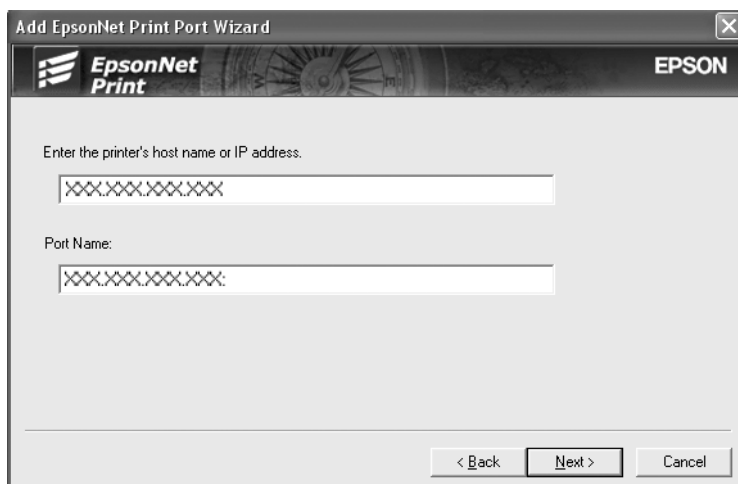 Add EpsonNet Print Port Wizard
EpsonNet
Print
EPSON
Enter the printer's host name or IP address.
XXX.XXX.XXX.XXX
Port Name:
XXX.XXX.XXX.XXX:
< Back
Next >
Cancel